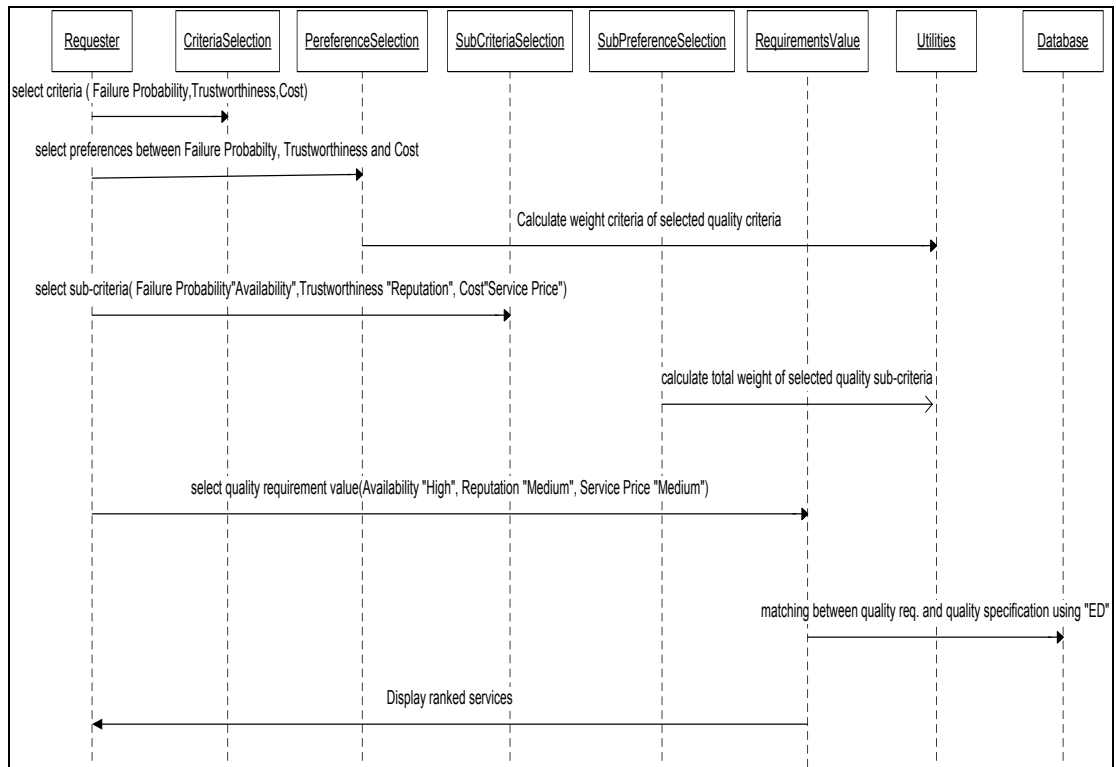 Requester
CriteriaSelection
PereferenceSelection
SubCriteriaSelection
SubPreferenceSelection
RequirementsValue
Utilities
Database
select criteria ( Failure Probability,Trustworthiness,Cost)
select preferences between Failure Probabilty, Trustworthiness and Cost
Calculate weight criteria of selected quality criteria
select sub-criteria( Failure Probability"Availability",Trustworthiness "Reputation", Cost"Service Price")
calculate total weight of selected quality sub-criteria
select quality requirement value(Availability "High", Reputation "Medium", Service Price "Medium")
matching between quality req. and quality specification using "ED"
Display ranked services